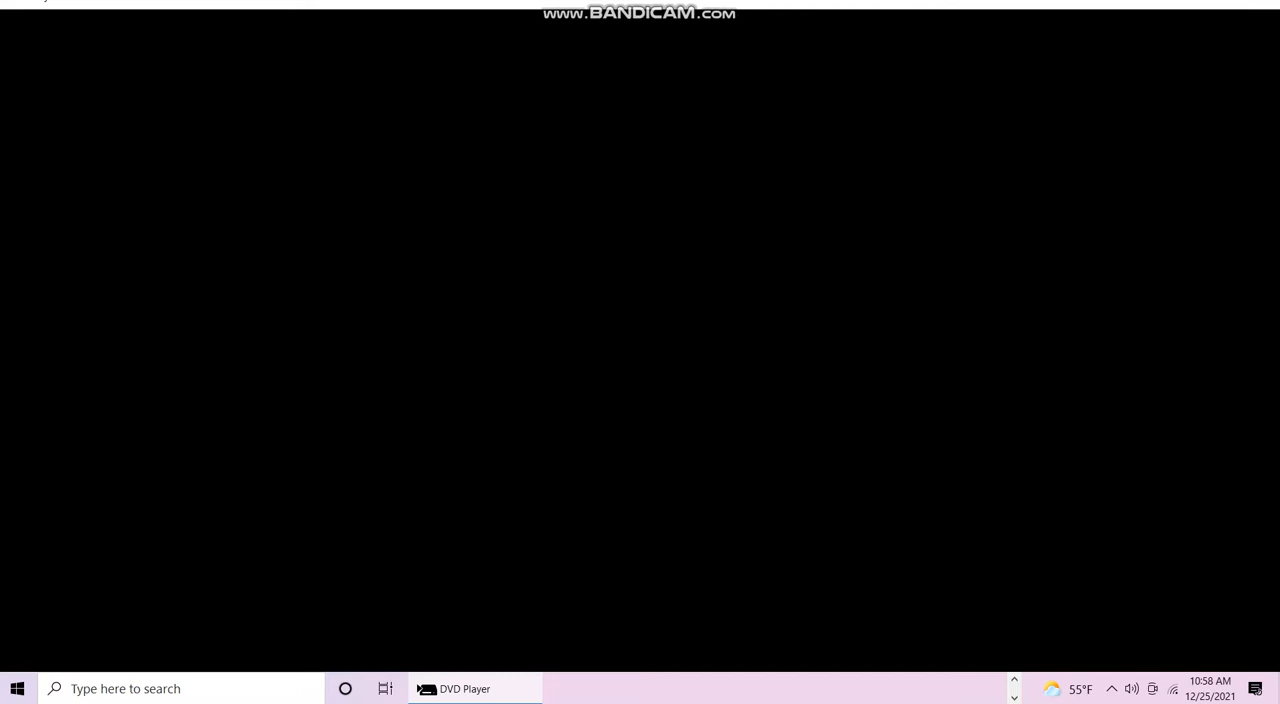 www.BANDICAM.com
Type here to search
DVD Player
55°F
10:58 AM
12/25/2021